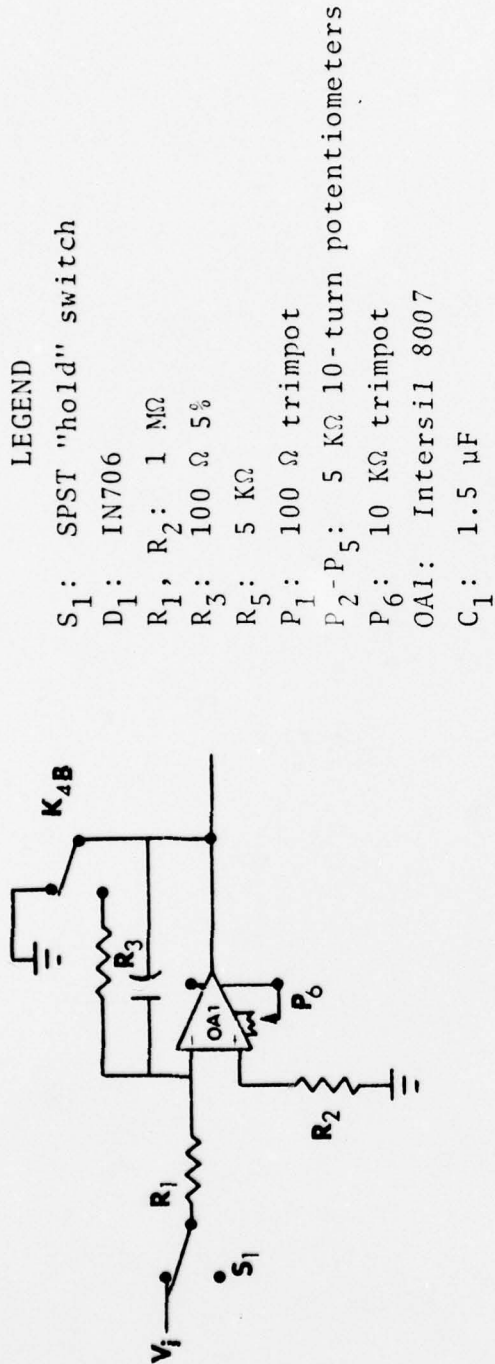 LEGEND
S1: SPST "hold" switch
D1: IN706
R1, R2: 1 MΩ
R3: 100 Ω 5%
R5: 5 KΩ
P1: 100 Ω trimpot
P2-P5: 5 KΩ 10-turn potentiometers
P6: 10 KΩ trimpot
OA1: Intersil 8007
C1: 1.5 μF
K4B
R3
OA1
P6
R1
R2
Vi
S1